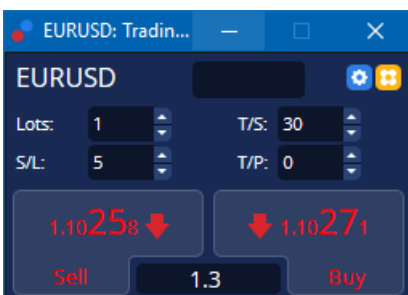 EURUSD: Tradin...
EURUSD
Lots: 1 T/S: 30
S/L: 5 T/P: 0
1.10258 1.10271
Sell 1.3 Buy